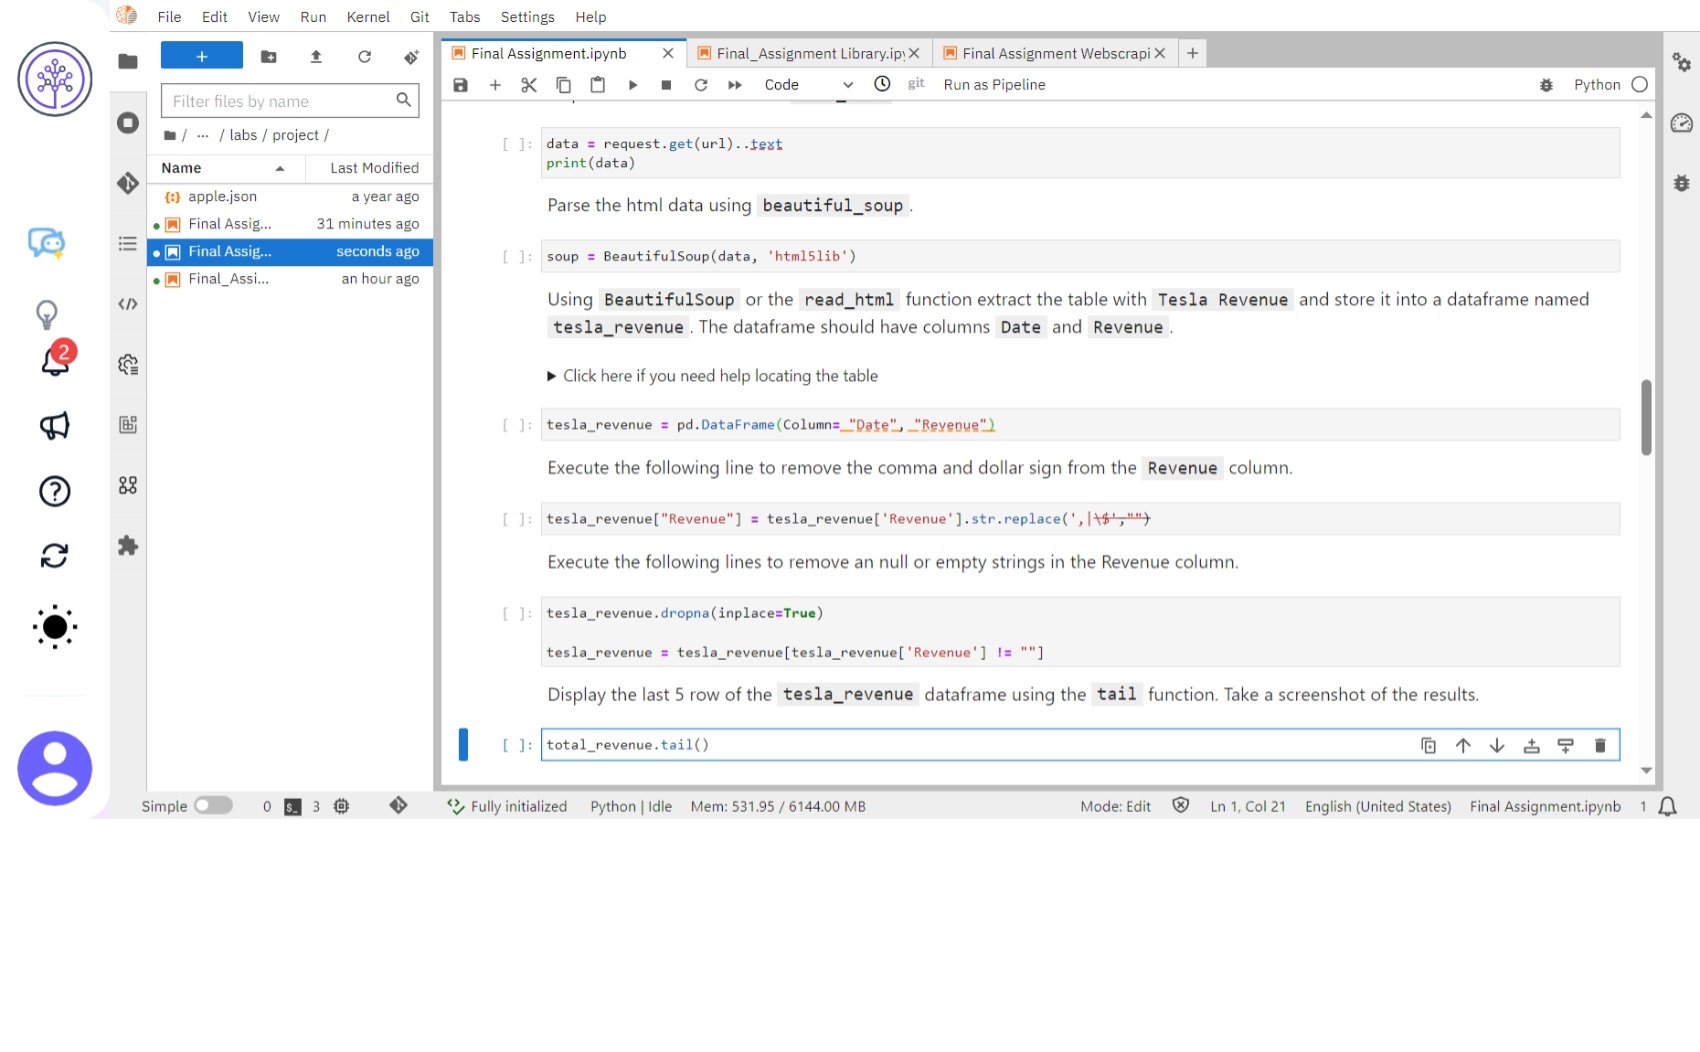 File Edit View Run Kernel Git Tabs Settings Help
+
Final Assignment.ipynb
Final_Assignment Library.ipy
Final Assignment Webscrapi
Filter files by name
Code
git
Run as Pipeline
Python
/ ... / labs / project /
Name Last Modified
apple.json a year ago
Final Assig... 31 minutes ago
Final Assig... seconds ago
Final_Assi... an hour ago
2
[ ]: data = request.get(url)..text
print(data)
Parse the html data using beautiful_soup .
[ ]: soup = BeautifulSoup(data, 'html5lib')
Using BeautifulSoup or the read_html function extract the table with Tesla Revenue and store it into a dataframe named
tesla_revenue . The dataframe should have columns Date and Revenue .
Click here if you need help locating the table
[ ]: tesla_revenue = pd.DataFrame(Column= "Date", "Revenue")
Execute the following line to remove the comma and dollar sign from the Revenue column.
[ ]: tesla_revenue["Revenue"] = tesla_revenue['Revenue'].str.replace(',|\$',"")
Execute the following lines to remove an null or empty strings in the Revenue column.
[ ]: tesla_revenue.dropna(inplace=True)
tesla_revenue = tesla_revenue[tesla_revenue['Revenue'] != ""]
Display the last 5 row of the tesla_revenue dataframe using the tail function. Take a screenshot of the results.
[ ]: total_revenue.tail()
Simple 0 $_ 3 Fully initialized Python | Idle Mem: 531.95 / 6144.00 MB Mode: Edit Ln 1, Col 21 English (United States) Final Assignment.ipynb 1